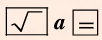 √ a =